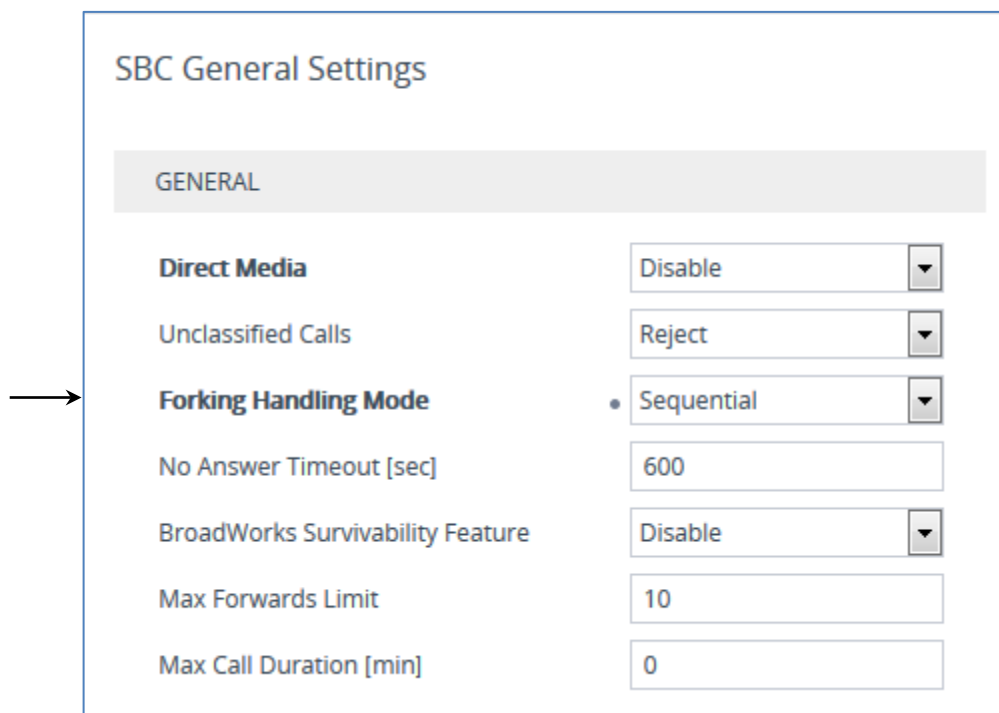 SBC General Settings
GENERAL
Direct Media Disable
Unclassified Calls Reject
Forking Handling Mode Sequential
No Answer Timeout [sec] 600
BroadWorks Survivability Feature Disable
Max Forwards Limit 10
Max Call Duration [min] 0